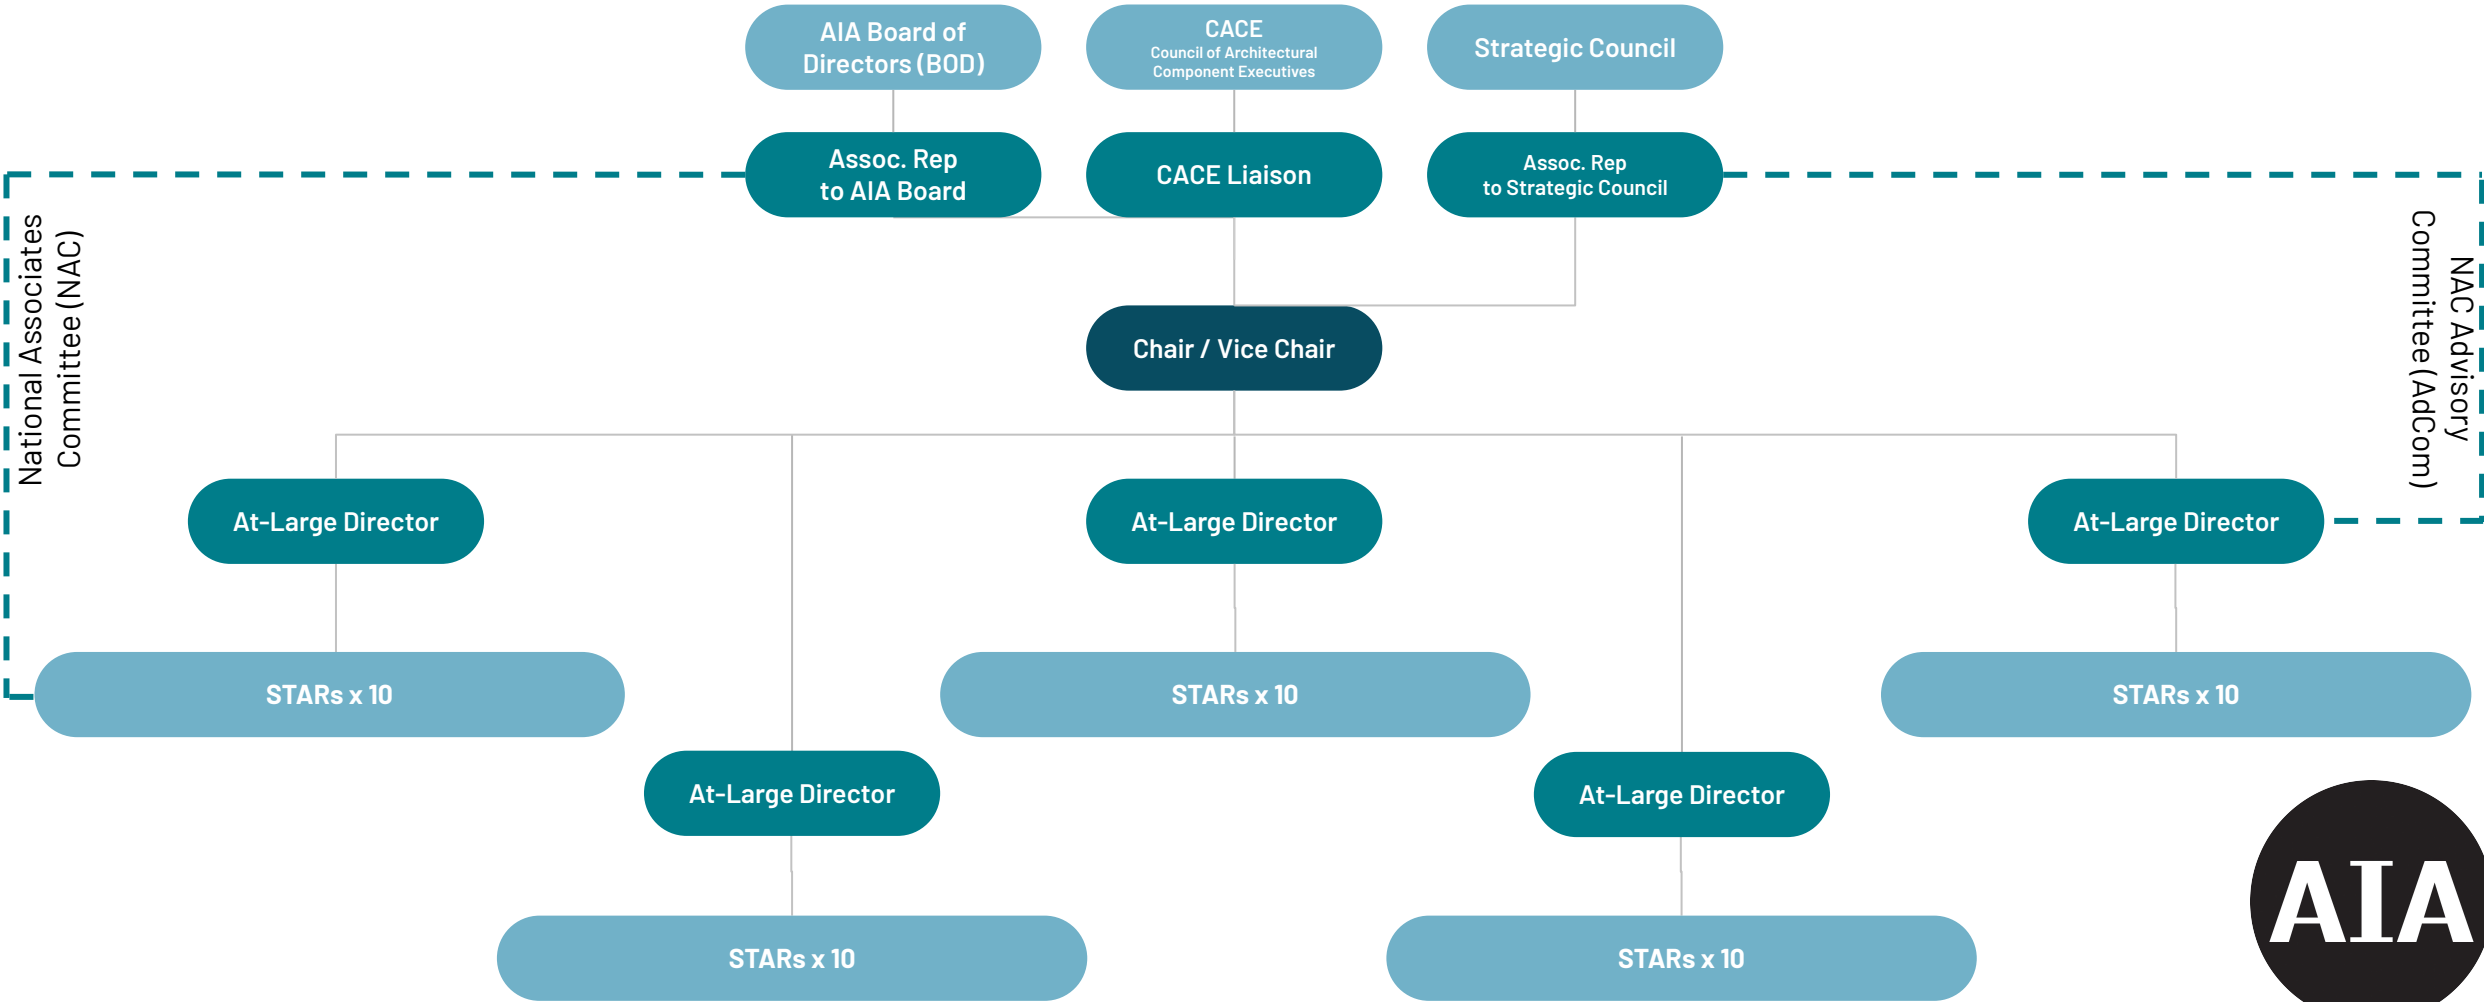 AIA Board of
Directors (BOD)
CACE
Council of Architectural
Component Executives
Strategic Council
Assoc. Rep
to AIA Board
CACE Liaison
Assoc. Rep
to Strategic Council
National Associates
Committee (NAC)
NAC Advisory
Committee (AdCom)
Chair / Vice Chair
At-Large Director
At-Large Director
At-Large Director
STARs x 10
STARs x 10
STARs x 10
At-Large Director
At-Large Director
STARs x 10
STARs x 10
AIA